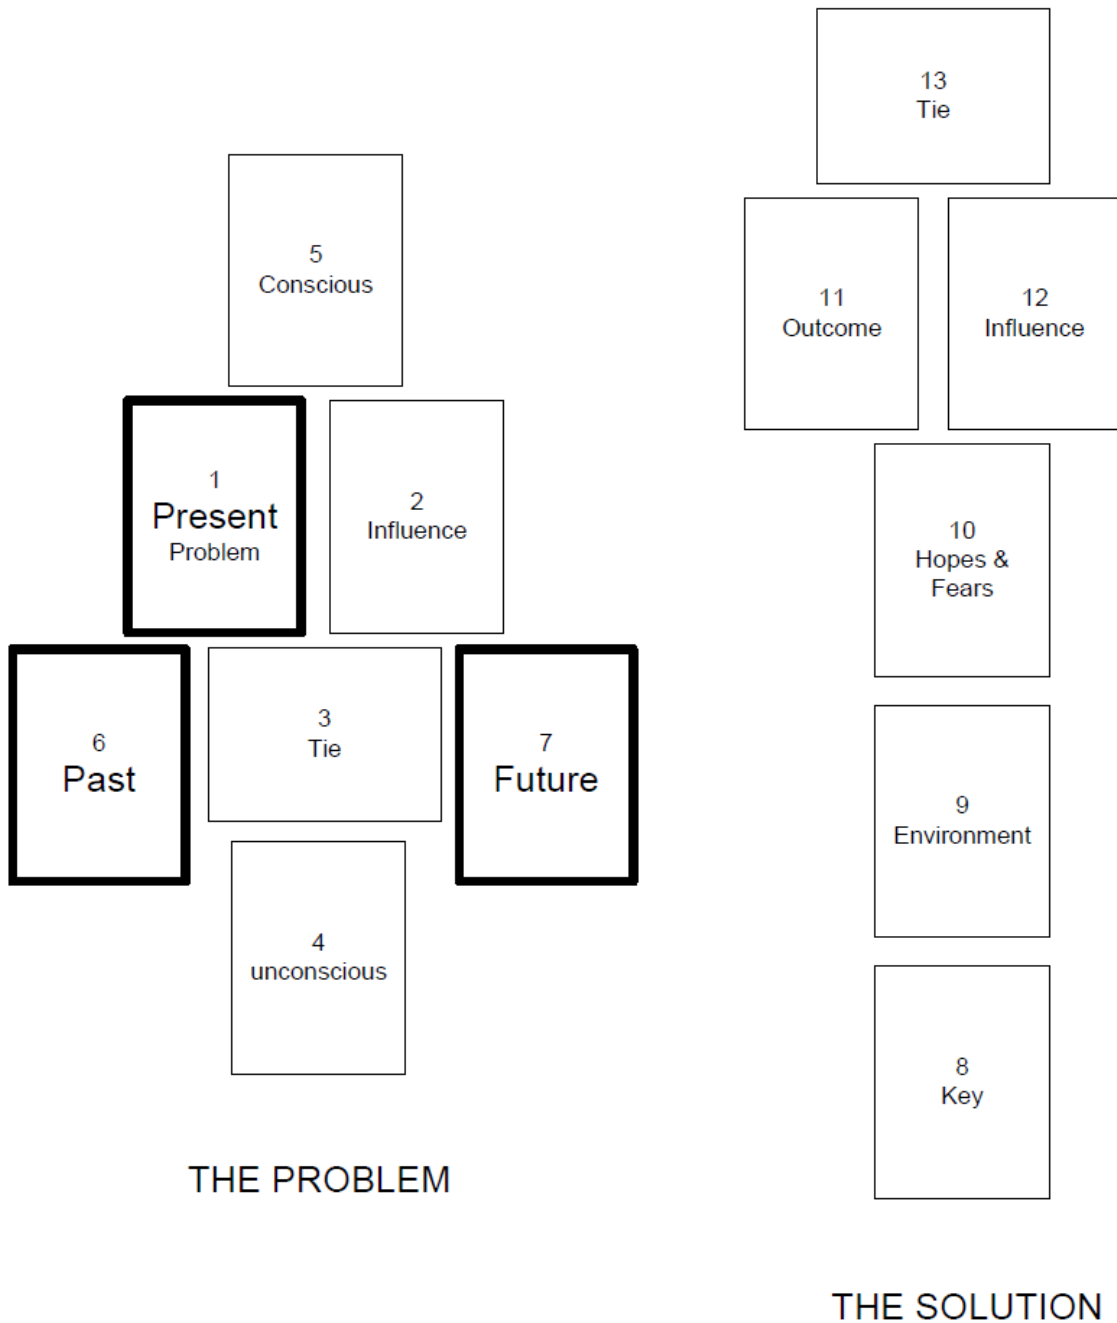 5
Conscious
1
Present
Problem
2
Influence
6
Past
3
Tie
7
Future
4
unconscious
THE PROBLEM
13
Tie
11
Outcome
12
Influence
10
Hopes &
Fears
9
Environment
8
Key
THE SOLUTION